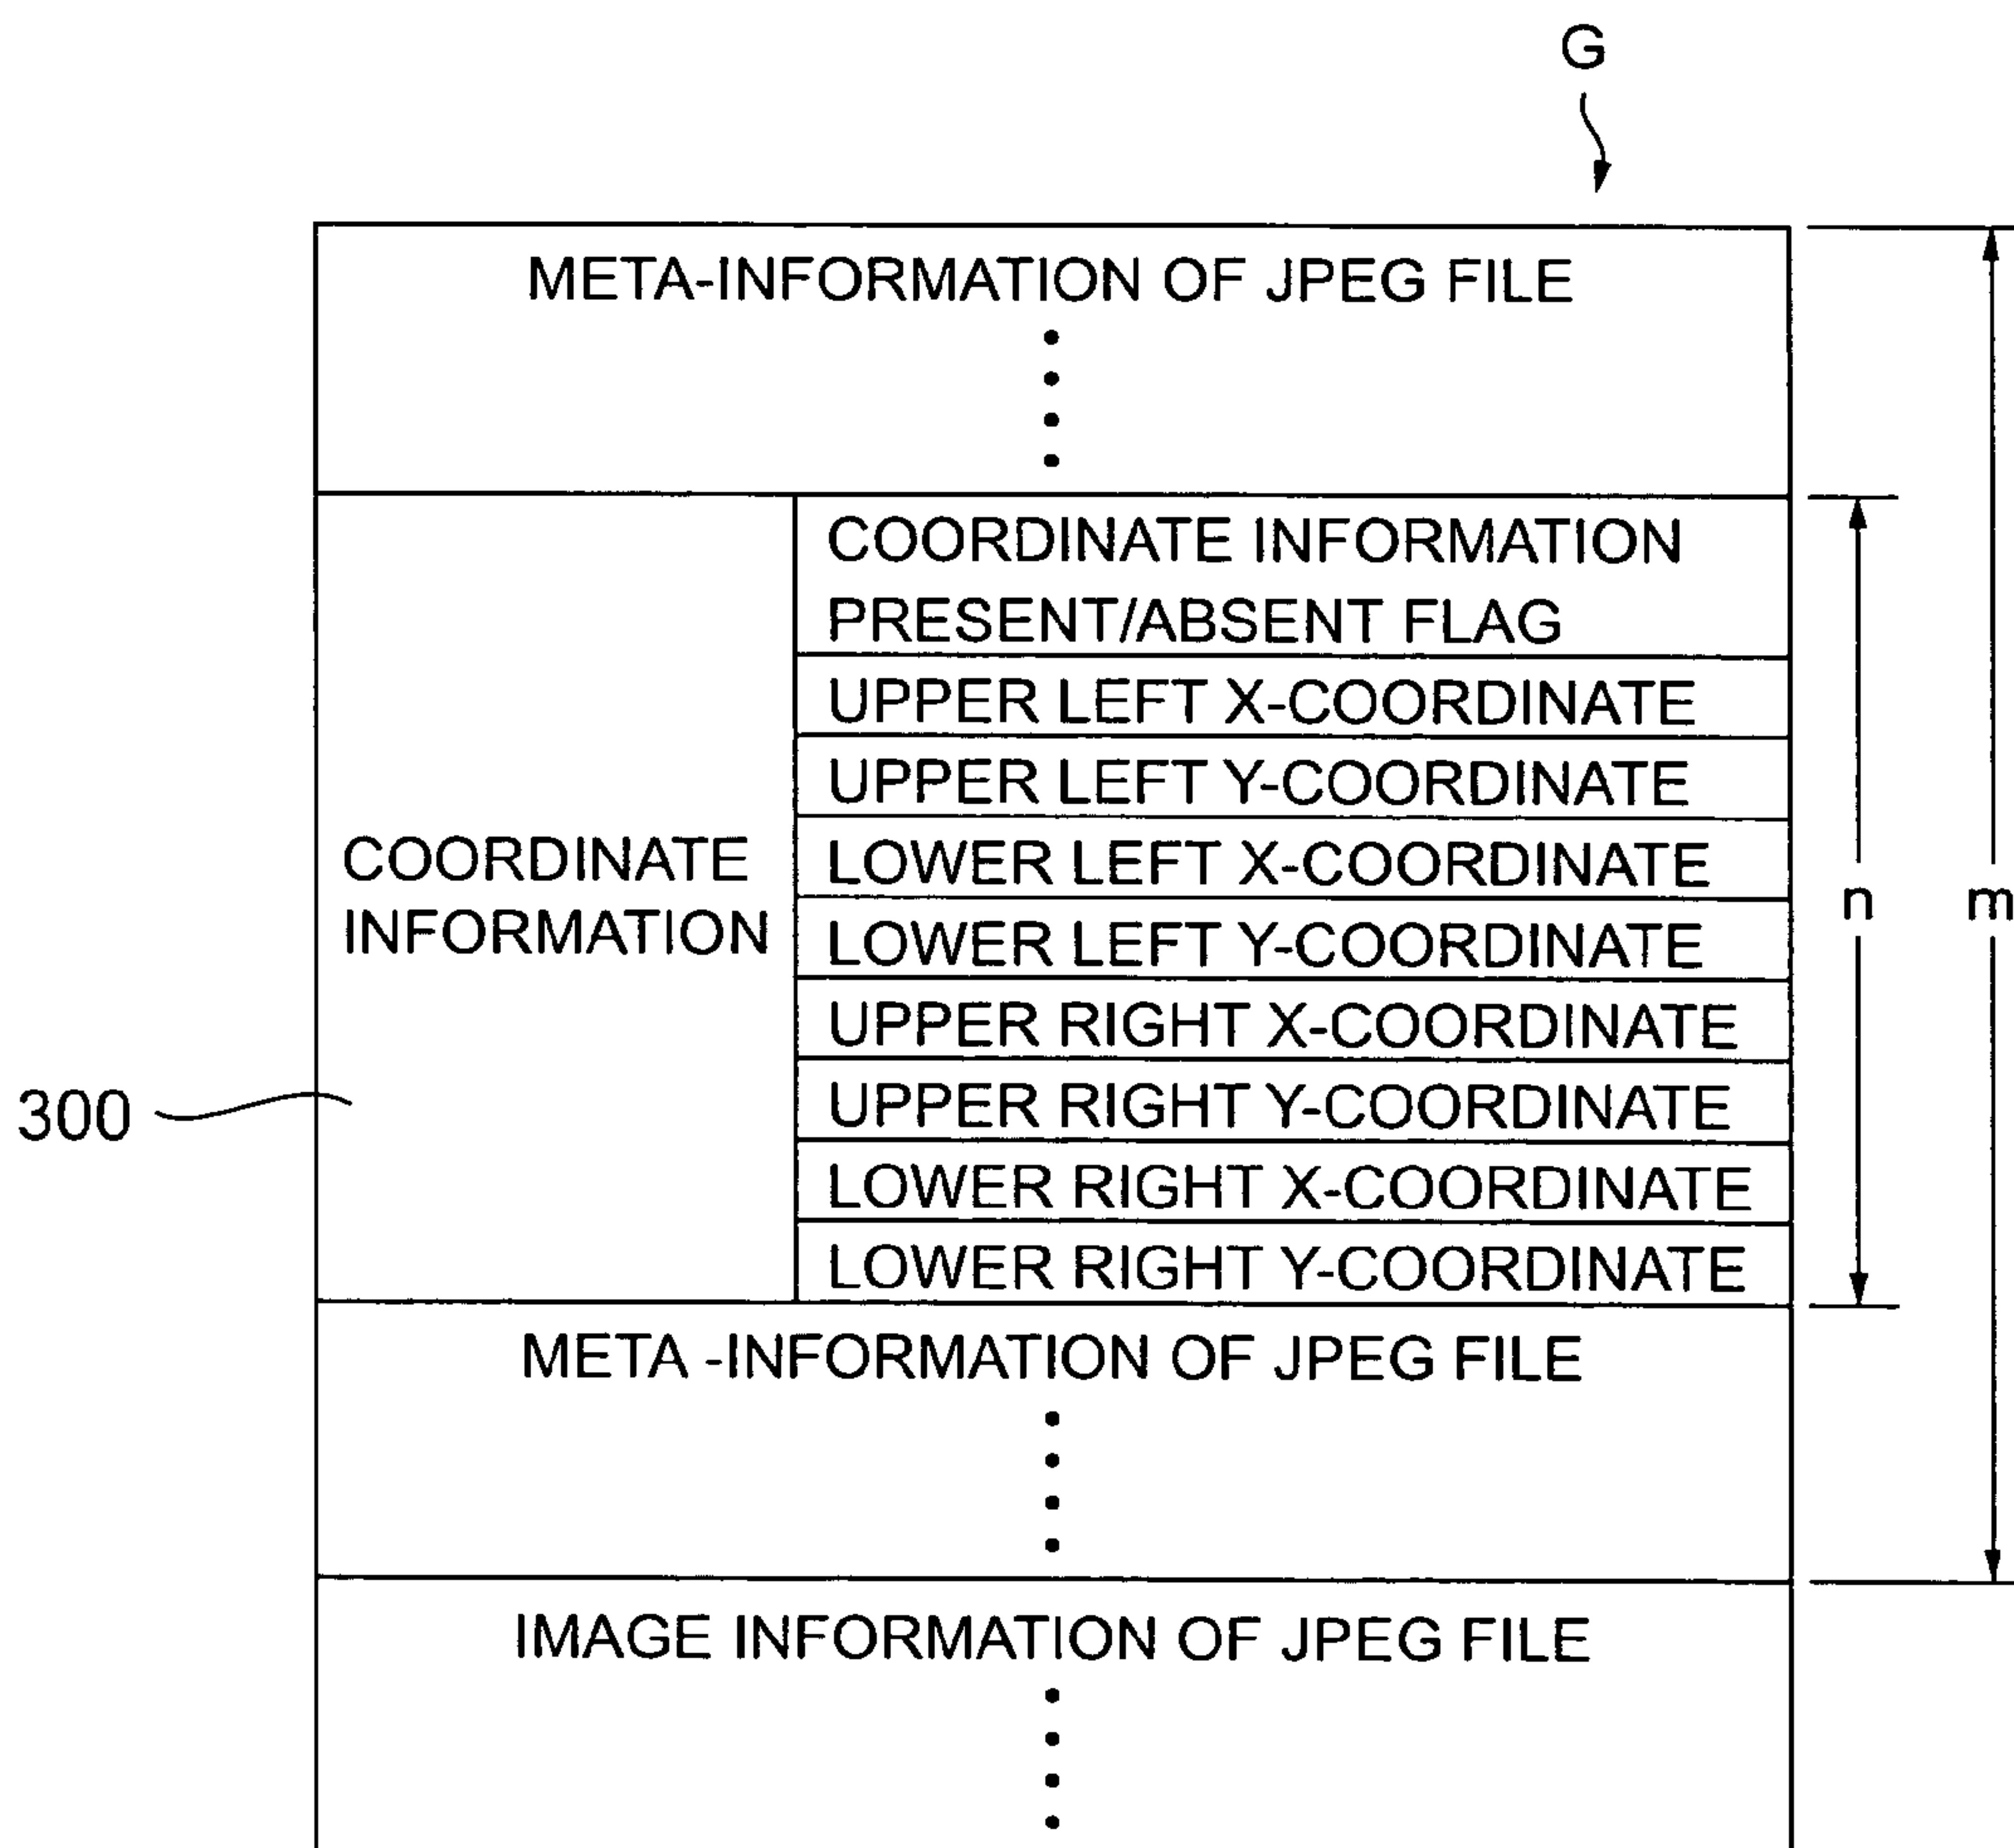 G
META-INFORMATION OF JPEG FILE
COORDINATE INFORMATION
PRESENT/ABSENT FLAG
UPPER LEFT X-COORDINATE
UPPER LEFT Y-COORDINATE
LOWER LEFT X-COORDINATE
LOWER LEFT Y-COORDINATE
UPPER RIGHT X-COORDINATE
UPPER RIGHT Y-COORDINATE
LOWER RIGHT X-COORDINATE
LOWER RIGHT Y-COORDINATE
COORDINATE
INFORMATION
n
m
300
META -INFORMATION OF JPEG FILE
IMAGE INFORMATION OF JPEG FILE